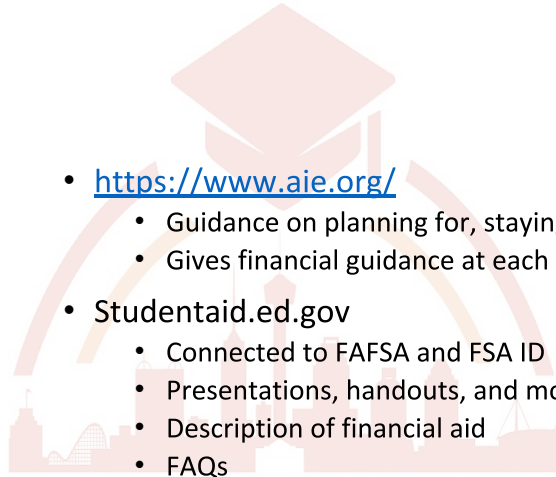 • https://www.aie.org/
• Guidance on planning for, stayin
• Gives financial guidance at each
• Studentaid.ed.gov
• Connected to FAFSA and FSA ID
• Presentations, handouts, and mo
• Description of financial aid
• FAQs